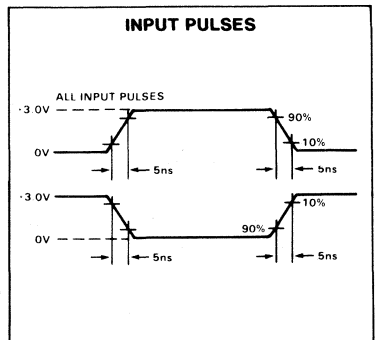 INPUT PULSES
ALL INPUT PULSES
·3.0V
90%
10%
0V
5ns
5ns
·3.0V
10%
90%
0V
5ns
5ns